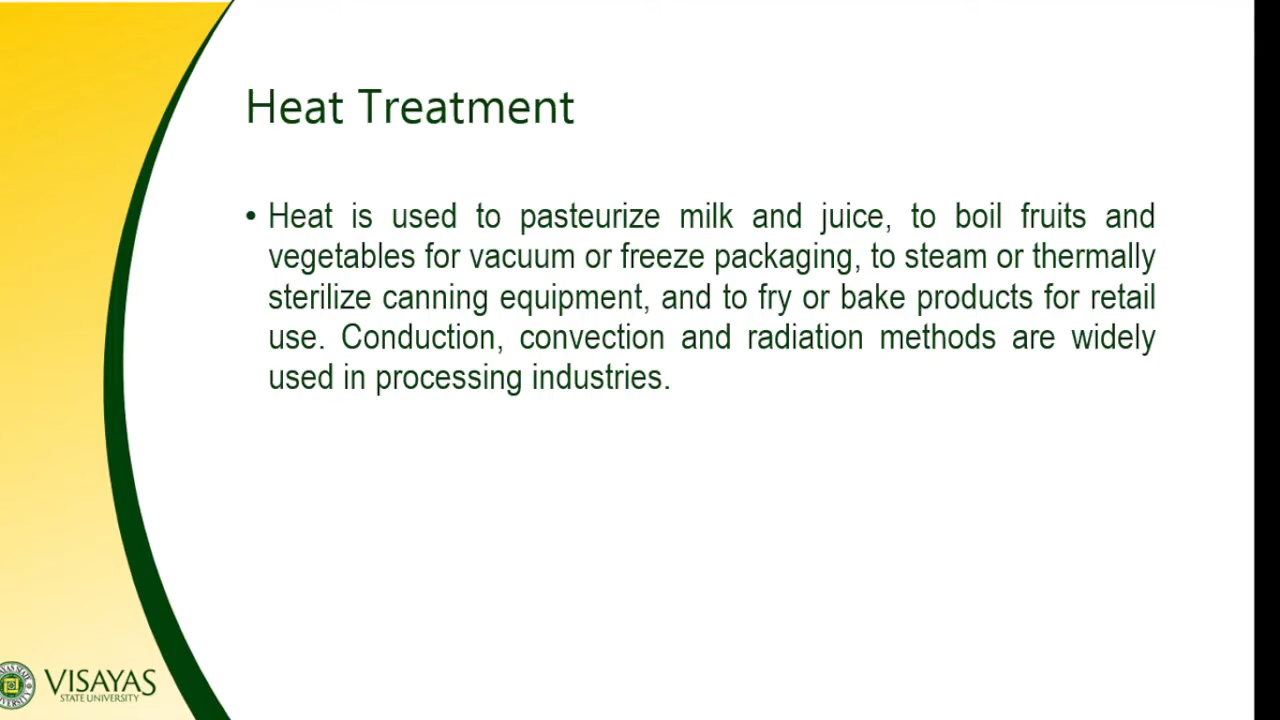 Heat Treatment
• Heat is used to pasteurize milk and juice, to boil fruits and
vegetables for vacuum or freeze packaging, to steam or thermally
sterilize canning equipment, and to fry or bake products for retail
use. Conduction, convection and radiation methods are widely
used in processing industries.
VISAYAS
STATE UNIVERSITY